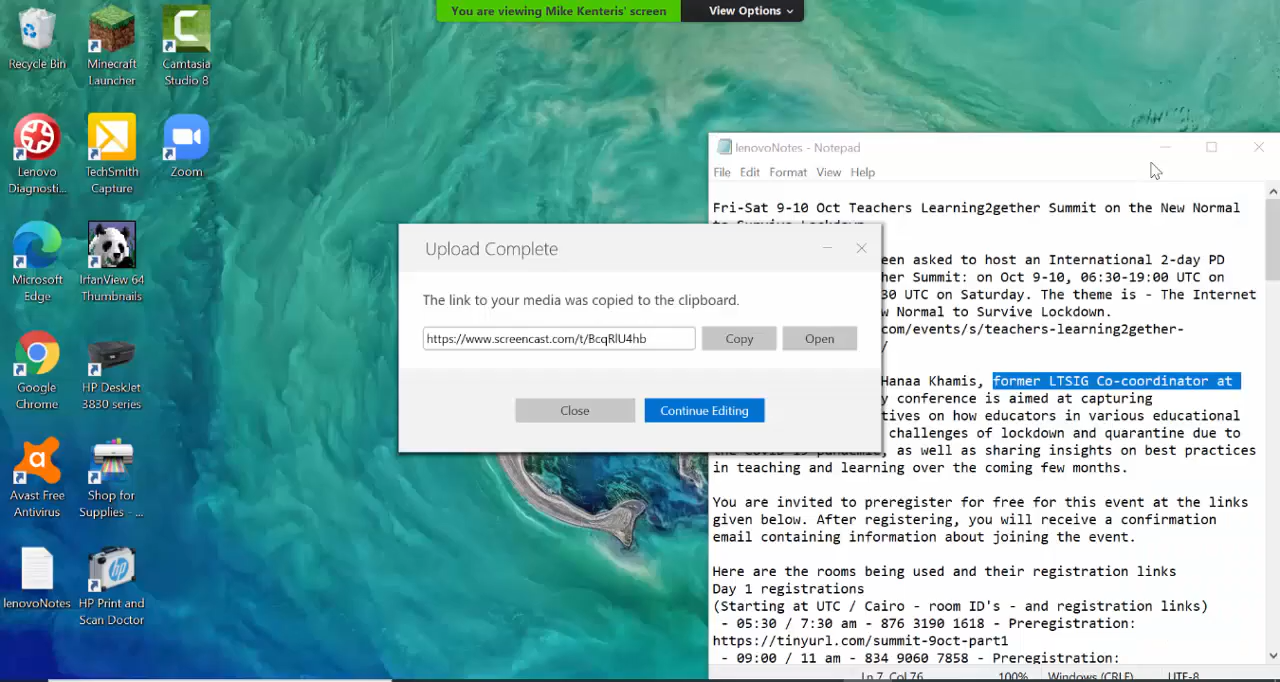 You are viewing Mike Kenteris' screen
View Options
Recycle Bin
Minecraft
Launcher
Camtasia
Studio 8
Lenovo
Diagnosti...
TechSmith
Capture
Zoom
Microsoft
Edge
IrfanView 64
Thumbnails
Google
Chrome
HP DeskJet
3830 series
Avast Free
Antivirus
Shop for
Supplies - ...
lenovoNotes
HP Print and
Scan Doctor
Upload Complete
The link to your media was copied to the clipboard.
https://www.screencast.com/t/BcqRlU4hb
Copy
Open
Close
Continue Editing
lenovoNotes - Notepad
File Edit Format View Help
Fri-Sat 9-10 Oct Teachers Learning2gether Summit on the New Normal
to Survive Lockdown
een asked to host an International 2-day PD
her Summit: on Oct 9-10, 06:30-19:00 UTC on
30 UTC on Saturday. The theme is - The Internet
w Normal to Survive Lockdown.
com/events/s/teachers-learning2gether-
/
Hanaa Khamis, former LTSIG Co-coordinator at
y conference is aimed at capturing
tives on how educators in various educational
challenges of lockdown and quarantine due to
the COVID-19 pandemic, as well as sharing insights on best practices
in teaching and learning over the coming few months.
You are invited to preregister for free for this event at the links
given below. After registering, you will receive a confirmation
email containing information about joining the event.
Here are the rooms being used and their registration links
Day 1 registrations
(Starting at UTC / Cairo - room ID's - and registration links)
- 05:30 / 7:30 am - 876 3190 1618 - Preregistration:
https://tinyurl.com/summit-9oct-part1
- 09:00 / 11 am - 834 9060 7858 - Preregistration:
Ln 7, Col 76 100% Windows (CRLF) UTF-8